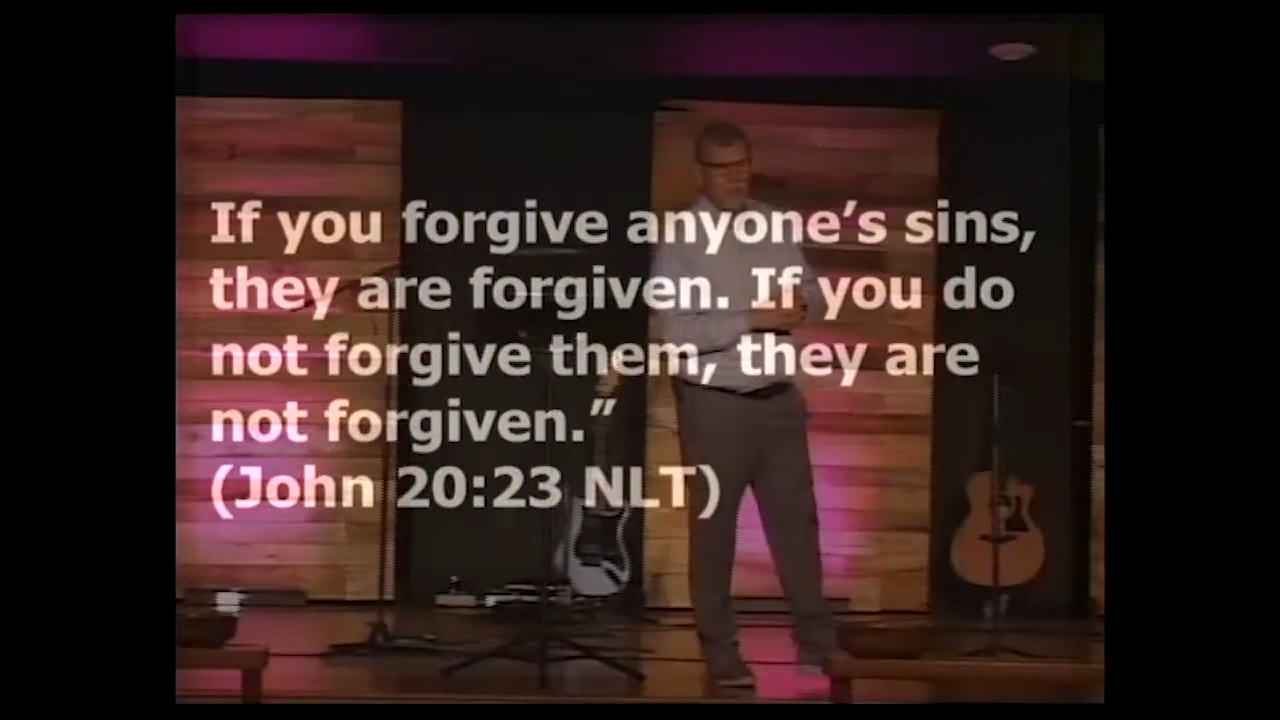 If you forgive anyone’s sins,
they are forgiven. If you do
not forgive them, they are
not forgiven.”
(John 20:23 NLT)